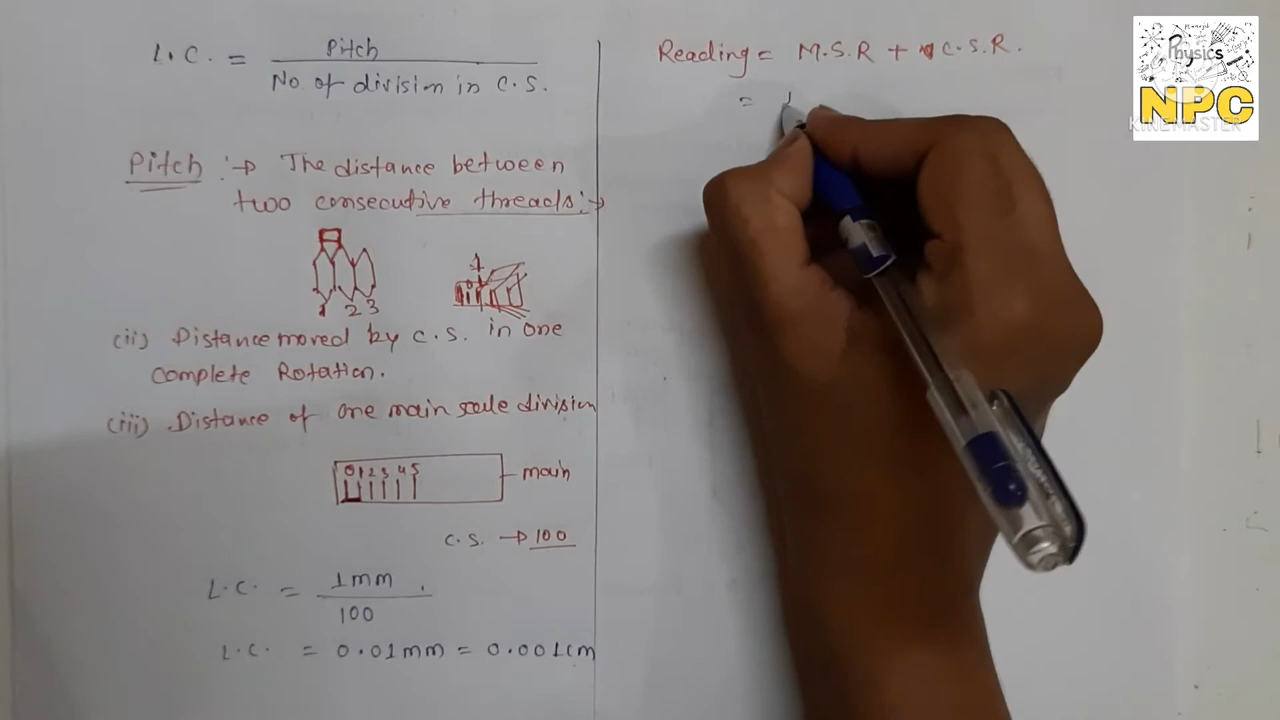 L.C. = Pitch
No of division in C.S.
Pitch :→ The distance between
two consecutive threads :→
1 2 3
(ii) Distance moved by C.S. in one
complete Rotation.
(iii) Distance of one main scale division
0 1 2 3 4 5
main
C.S. → 100
L.C. = 1mm
100
L.C. = 0.01mm = 0.001cm
Reading = M.S.R + C.S.R.
=
Physics
NPC
KINEMASTER